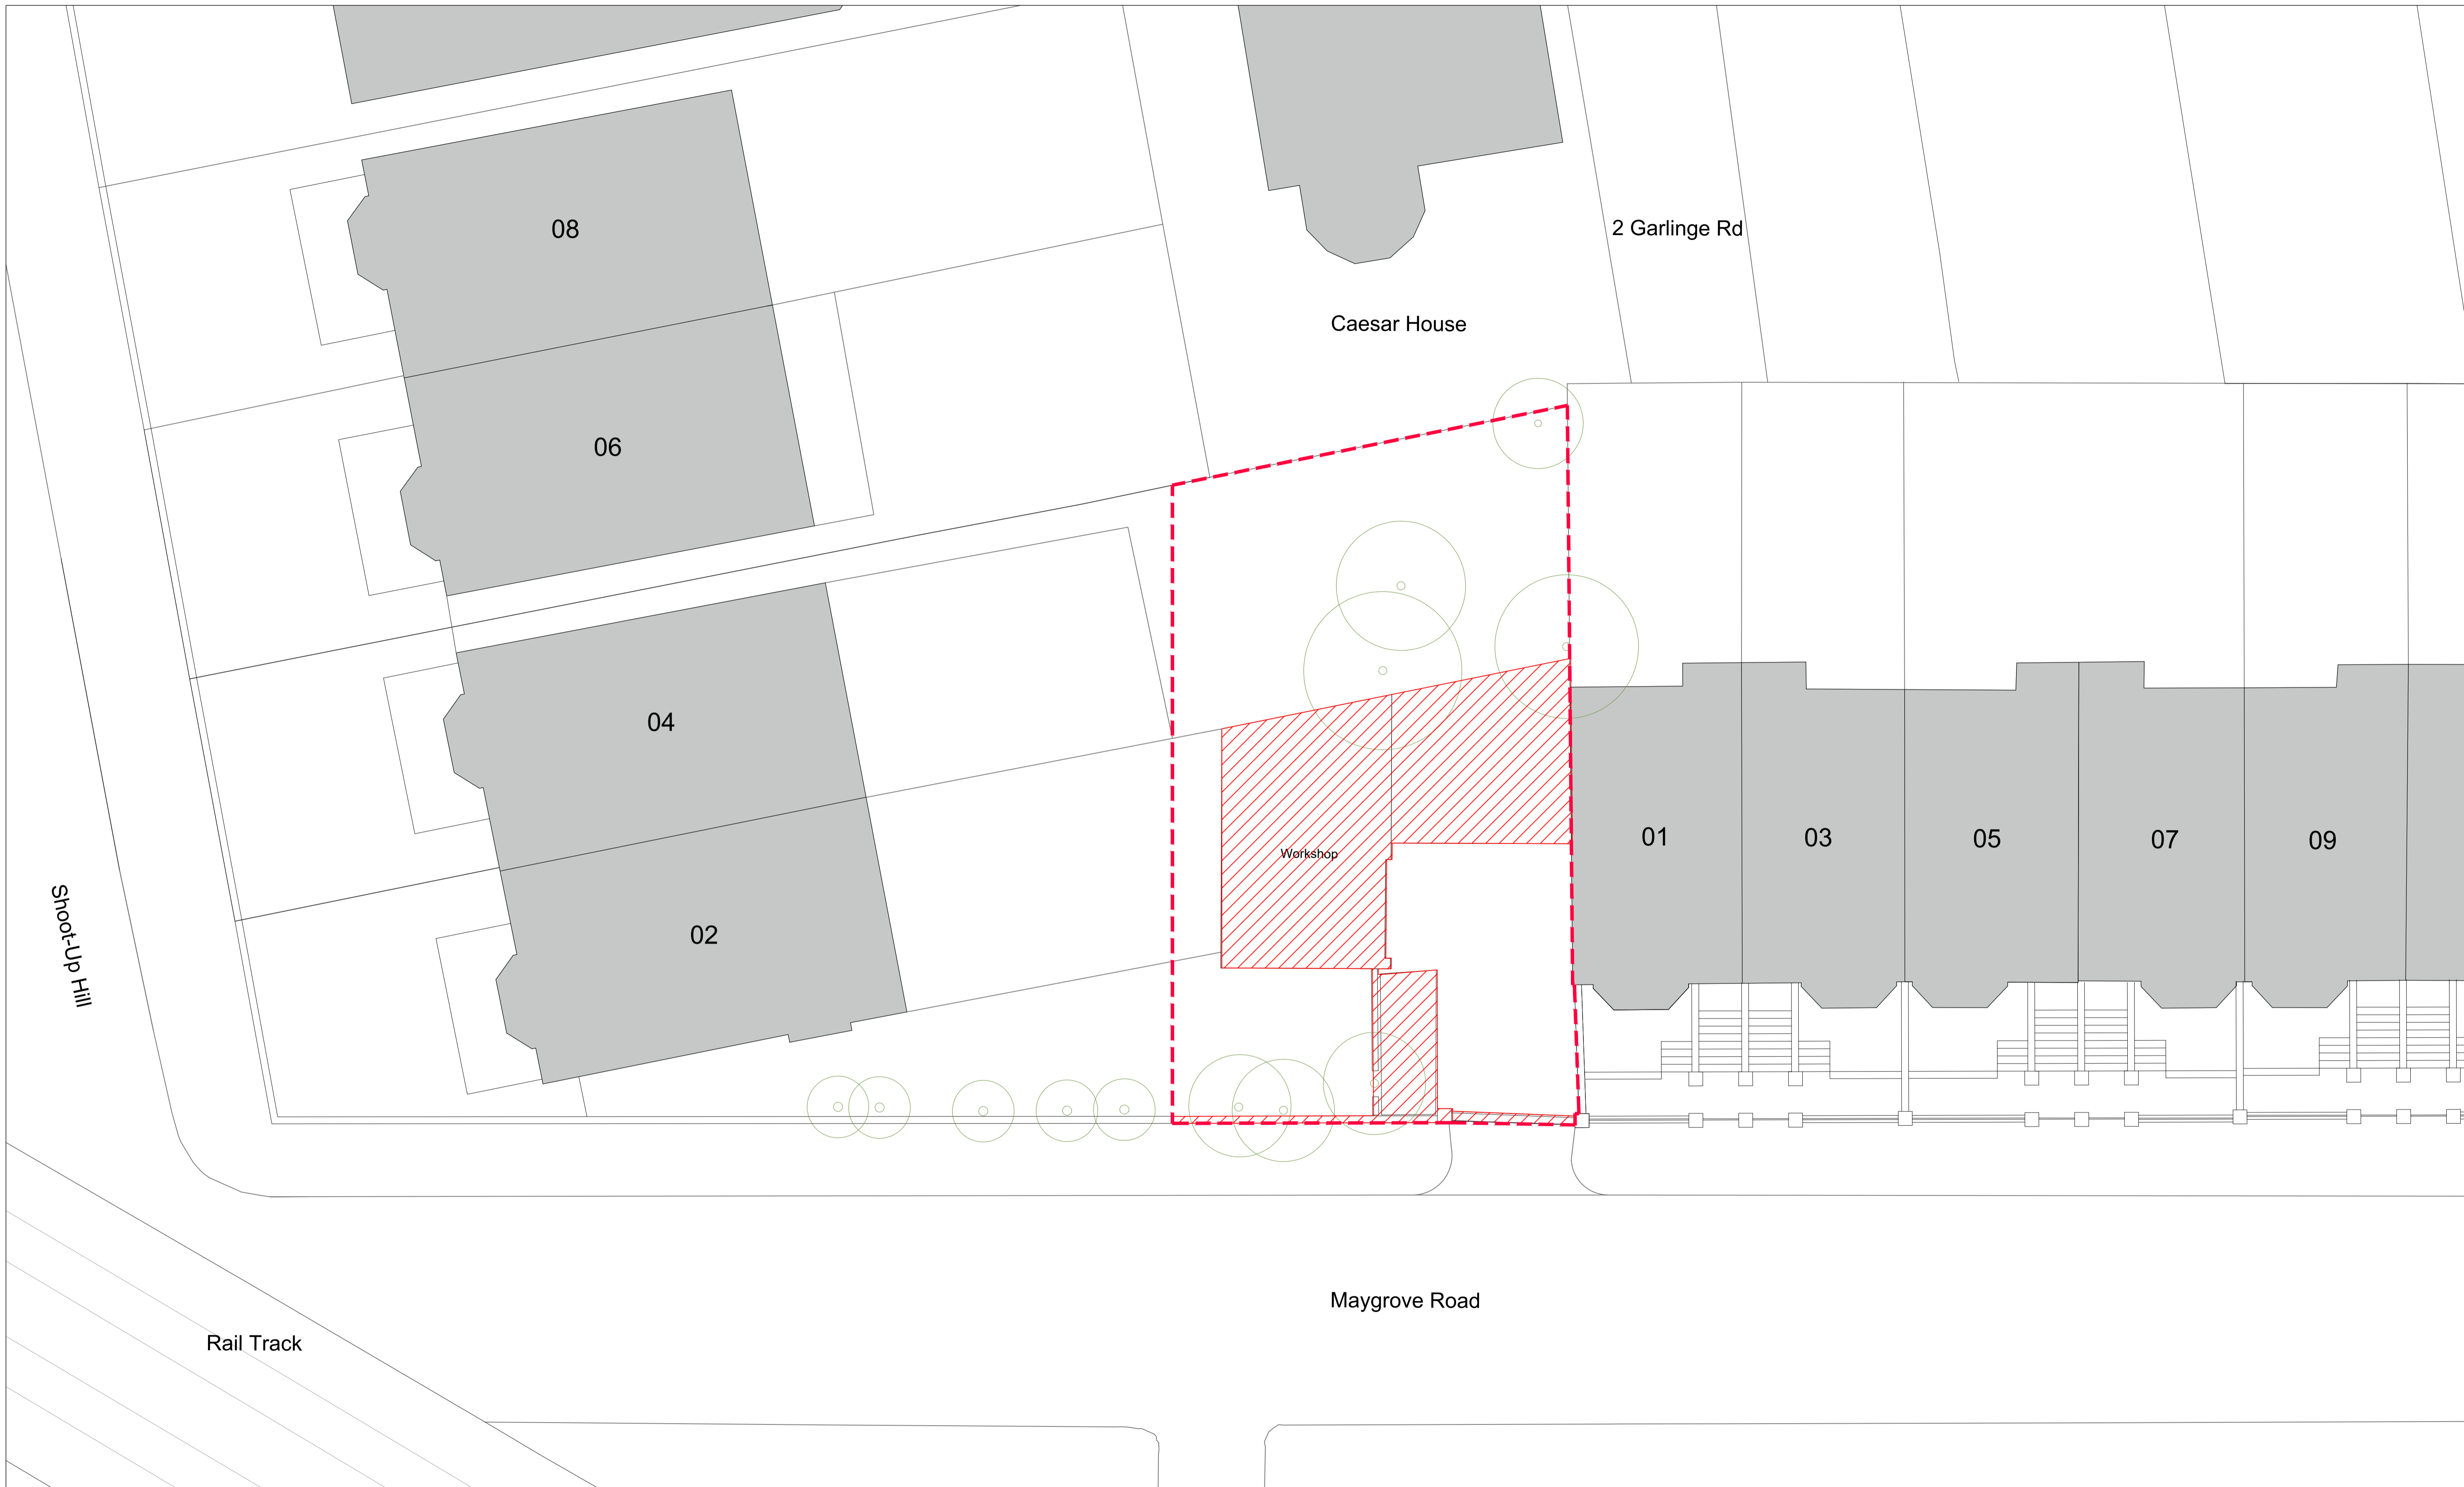 08
2 Garlinge Rd
Caesar House
06
04
01
03
05
07
09
Workshop
02
Shoot-Up Hill
Maygrove Road
Rail Track